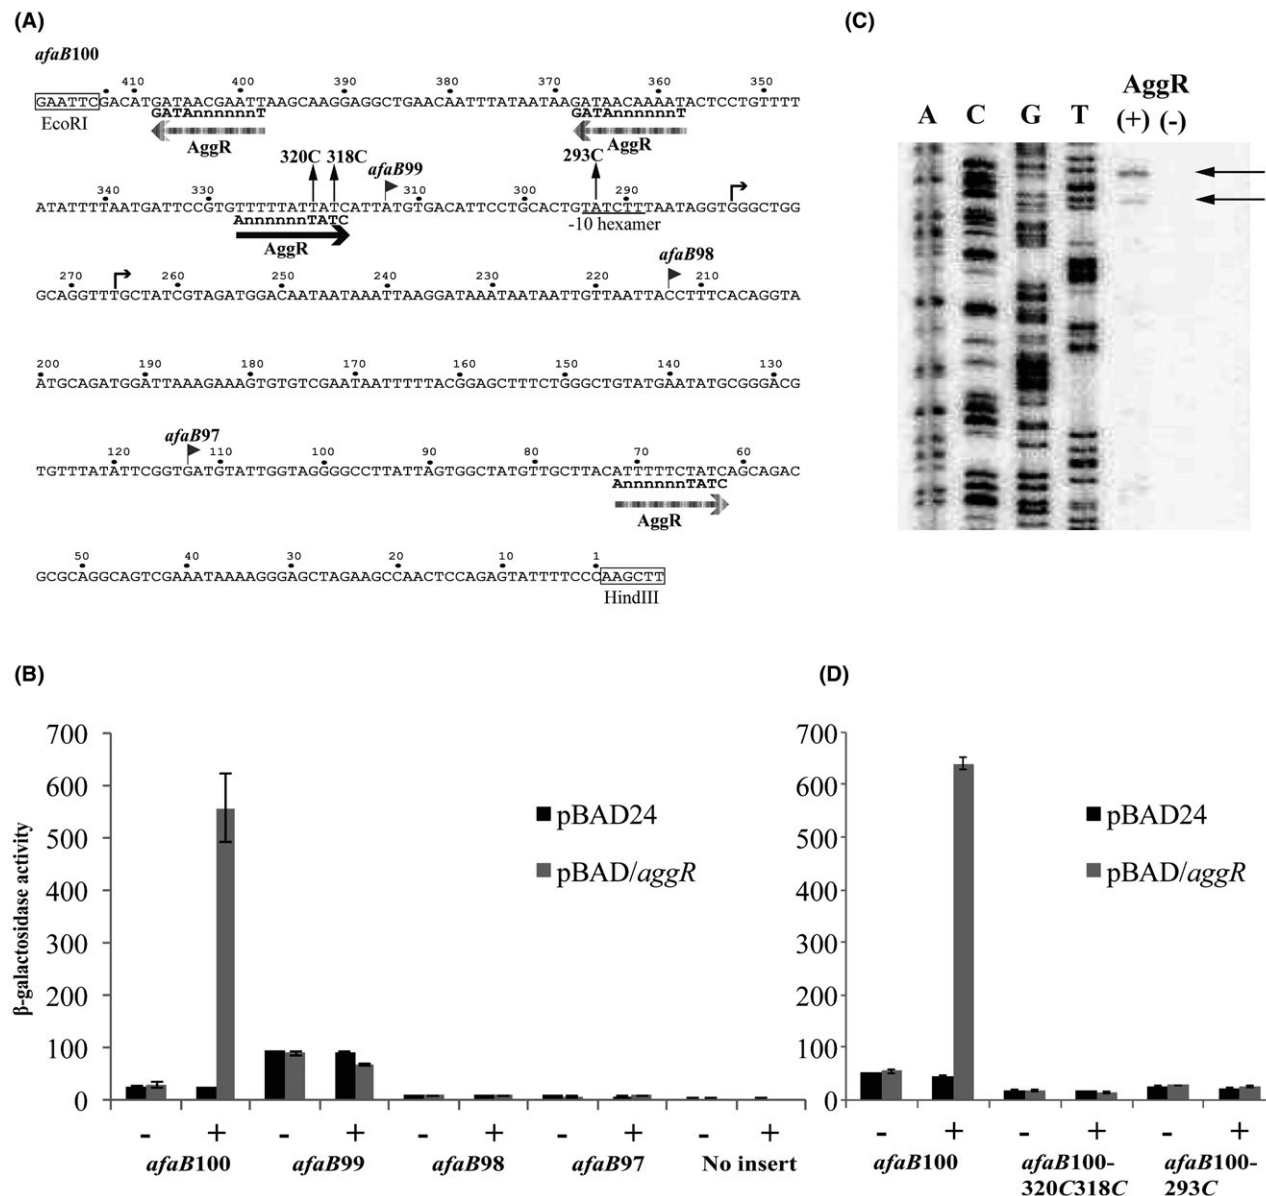 (A)
afaB100
410 400 390 380 370 360 350
GAATTCGACATGATAACGAATTAAGCAAGGAGGCTGAACAATTTATAATAAGATAACAAAATACTCCTGTTTT
EcoRI GATAnnnnnnT GATAnnnnnnT
AggR AggR
320C 318C afaB99 293C
340 330 310 300 290
ATATTTTAATGATTCCGTGTTTTTATTATCATTATGTGACATTCCTGCACTGTATCTTTAATAGGTGGGCTGG
AnnnnnnTATC -10 hexamer
AggR
afaB98
270 260 250 240 230 220 210
GCAGGTTTGCTATCGTAGATGGACAATAATAAATTAAGGATAAATAATAATTGTTAATTACCTTTCACAGGTA
200 190 180 170 160 150 140 130
ATGCAGATGGATTAAAGAAAGTGTGTCGAATAATTTTTACGGAGCTTTCTGGGCTGTATGAATATGCGGGACG
afaB97
120 110 100 90 80 70 60
TGTTTATATTCGGTGATGTATTGGTAGGGGCCTTATTAGTGGCTATGTTGCTTACATTTTTCTATCAGCAGAC
AnnnnnnTATC
AggR
50 40 30 20 10 1
GCGCAGGCAGTCGAAATAAAAGGGAGCTAGAAGCCAACTCCAGAGTATTTTCCCAAGCTT
HindIII
(C)
AggR
A C G T (+) (-)
(B)
β-galactosidase activity
700
600
500
400
300
200
100
0
pBAD24
pBAD/aggR
- + - + - + - + - +
afaB100 afaB99 afaB98 afaB97 No insert
(D)
700
600
500
400
300
200
100
0
pBAD24
pBAD/aggR
- + - + - +
afaB100 afaB100-320C318C afaB100-293C